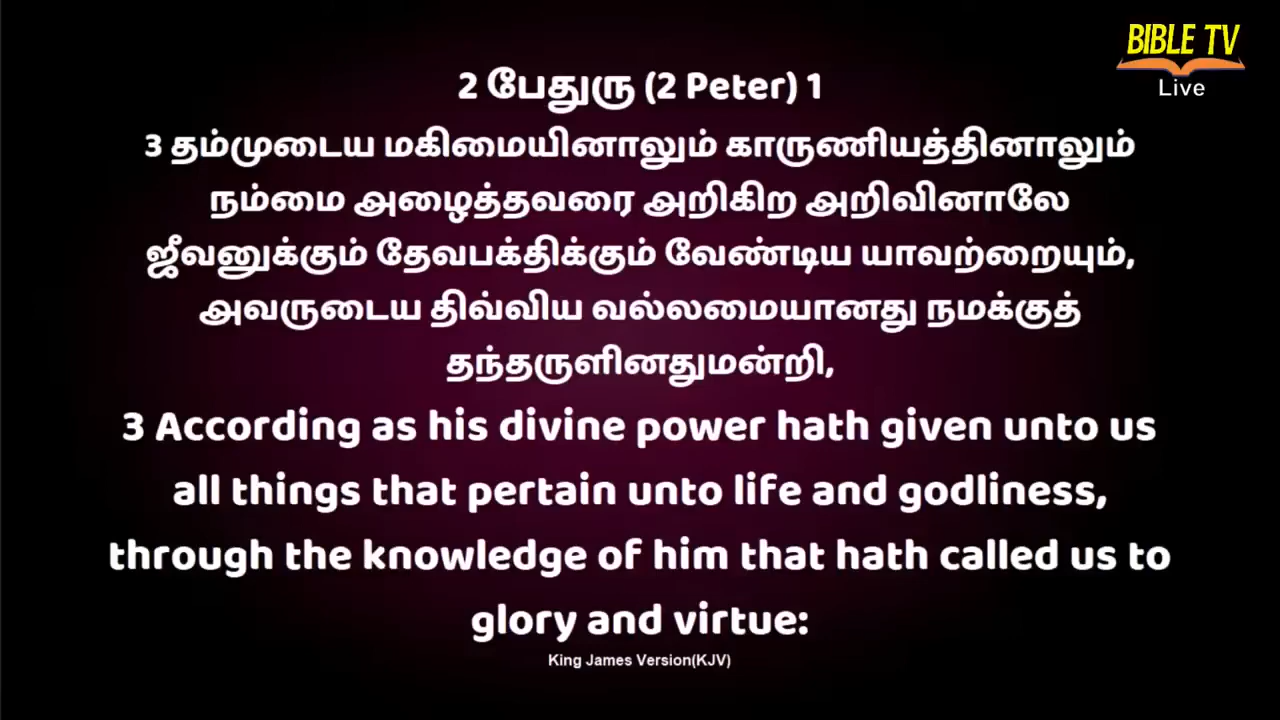 BIBLE TV
Live
2 பேதுரு (2 Peter) 1
3 தம்முடைய மகிமையினாலும் காருணியத்தினாலும்
நம்மை அழைத்தவரை அறிகிற அறிவினாலே
ஜீவனுக்கும் தேவபக்திக்கும் வேண்டிய யாவற்றையும்,
அவருடைய திவ்விய வல்லமையானது நமக்குத்
தந்தருளினதுமன்றி,
3 According as his divine power hath given unto us
all things that pertain unto life and godliness,
through the knowledge of him that hath called us to
glory and virtue:
King James Version(KJV)